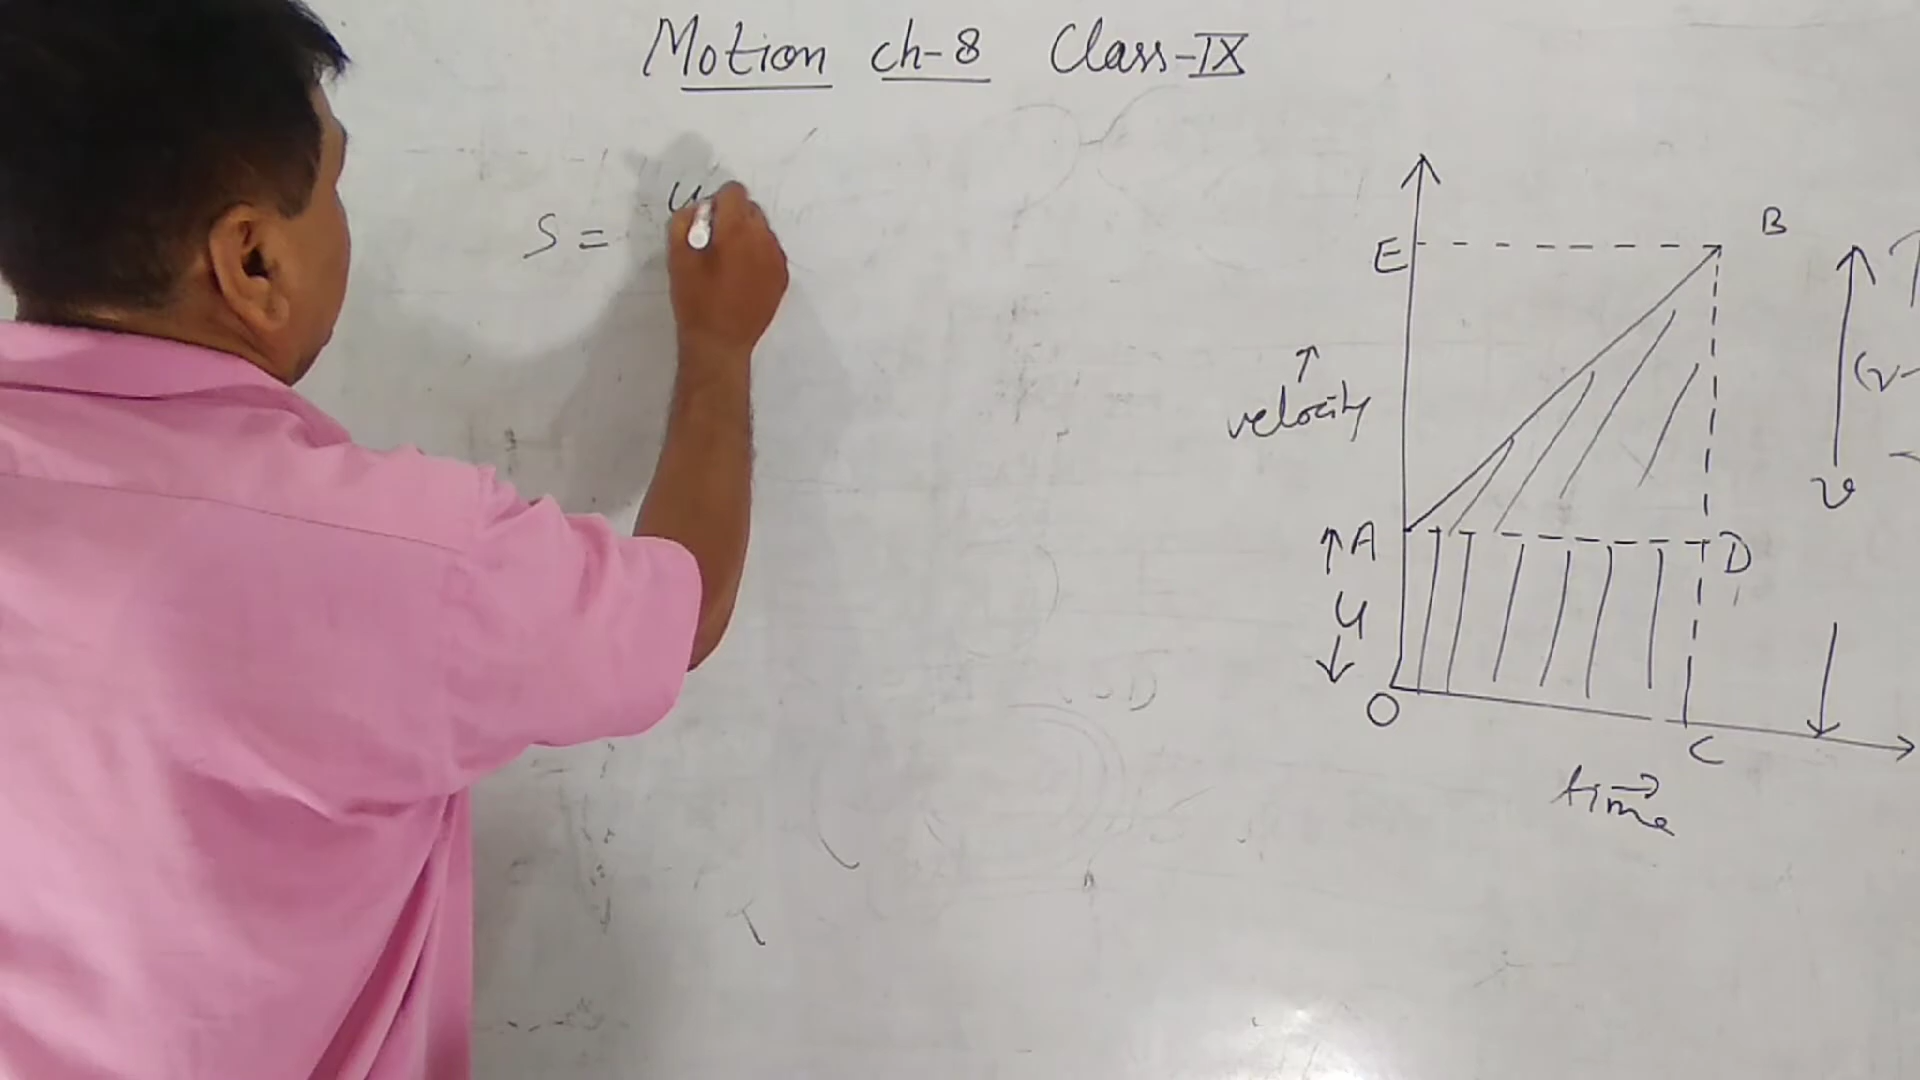 Motion ch-8 Class-IX
S = u
B
E
(v-
↑
velocity
v
↑ A
D
u
↓
O
C
time